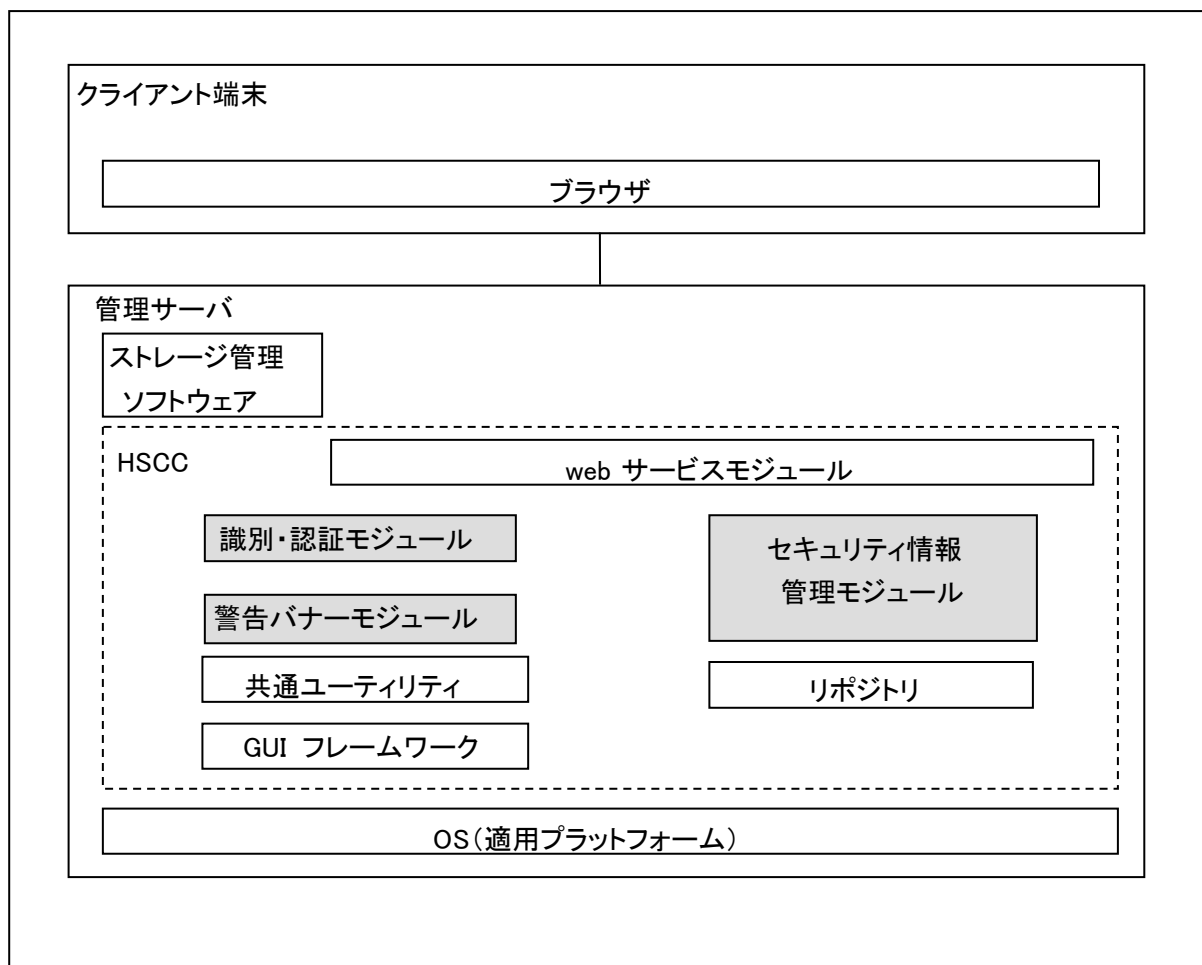 クライアント端末
ブラウザ
管理サーバ
ストレージ管理
ソフトウェア
HSCC
web サービスモジュール
識別・認証モジュール
セキュリティ情報
管理モジュール
警告バナーモジュール
共通ユーティリティ
リポジトリ
GUI フレームワーク
OS（適用プラットフォーム）